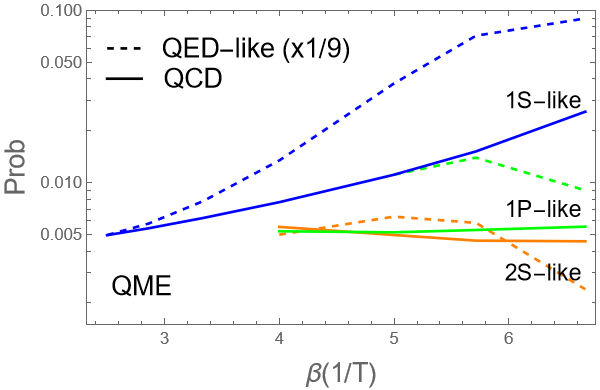 0.100
QED-like (x1/9)
0.050
QCD
1S-like
Prob
0.010
1P-like
0.005
2S-like
QME
3 4 5 6
β(1/T)